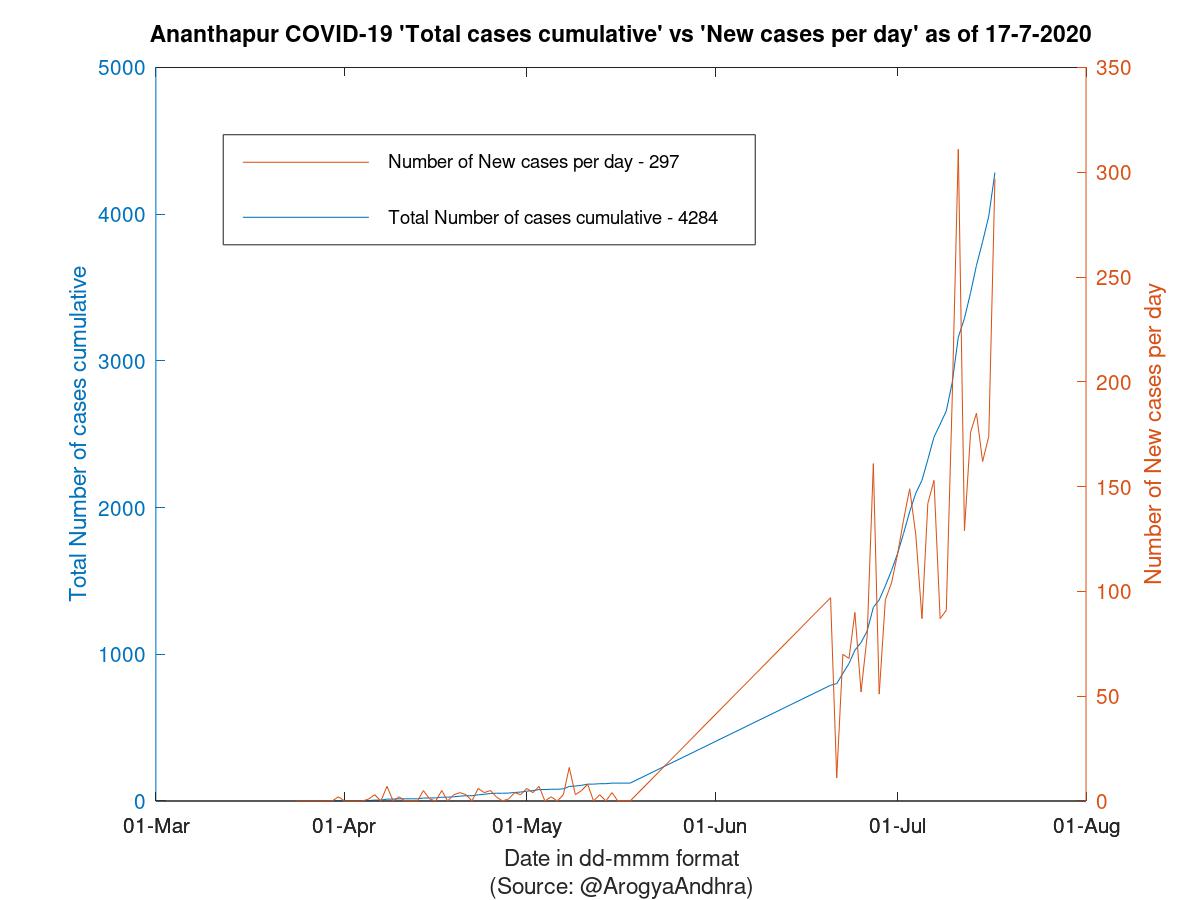 Ananthapur COVID-19 'Total cases cumulative' vs 'New cases per day' as of 17-7-2020
5000
4000
3000
2000
1000
0
Total Number of cases cumulative
Number of New cases per day - 297
Total Number of cases cumulative - 4284
350
300
250
200
150
100
50
0
Number of New cases per day
01-Mar 01-Apr 01-May 01-Jun 01-Jul 01-Aug
Date in dd-mmm format
(Source: @ArogyaAndhra)